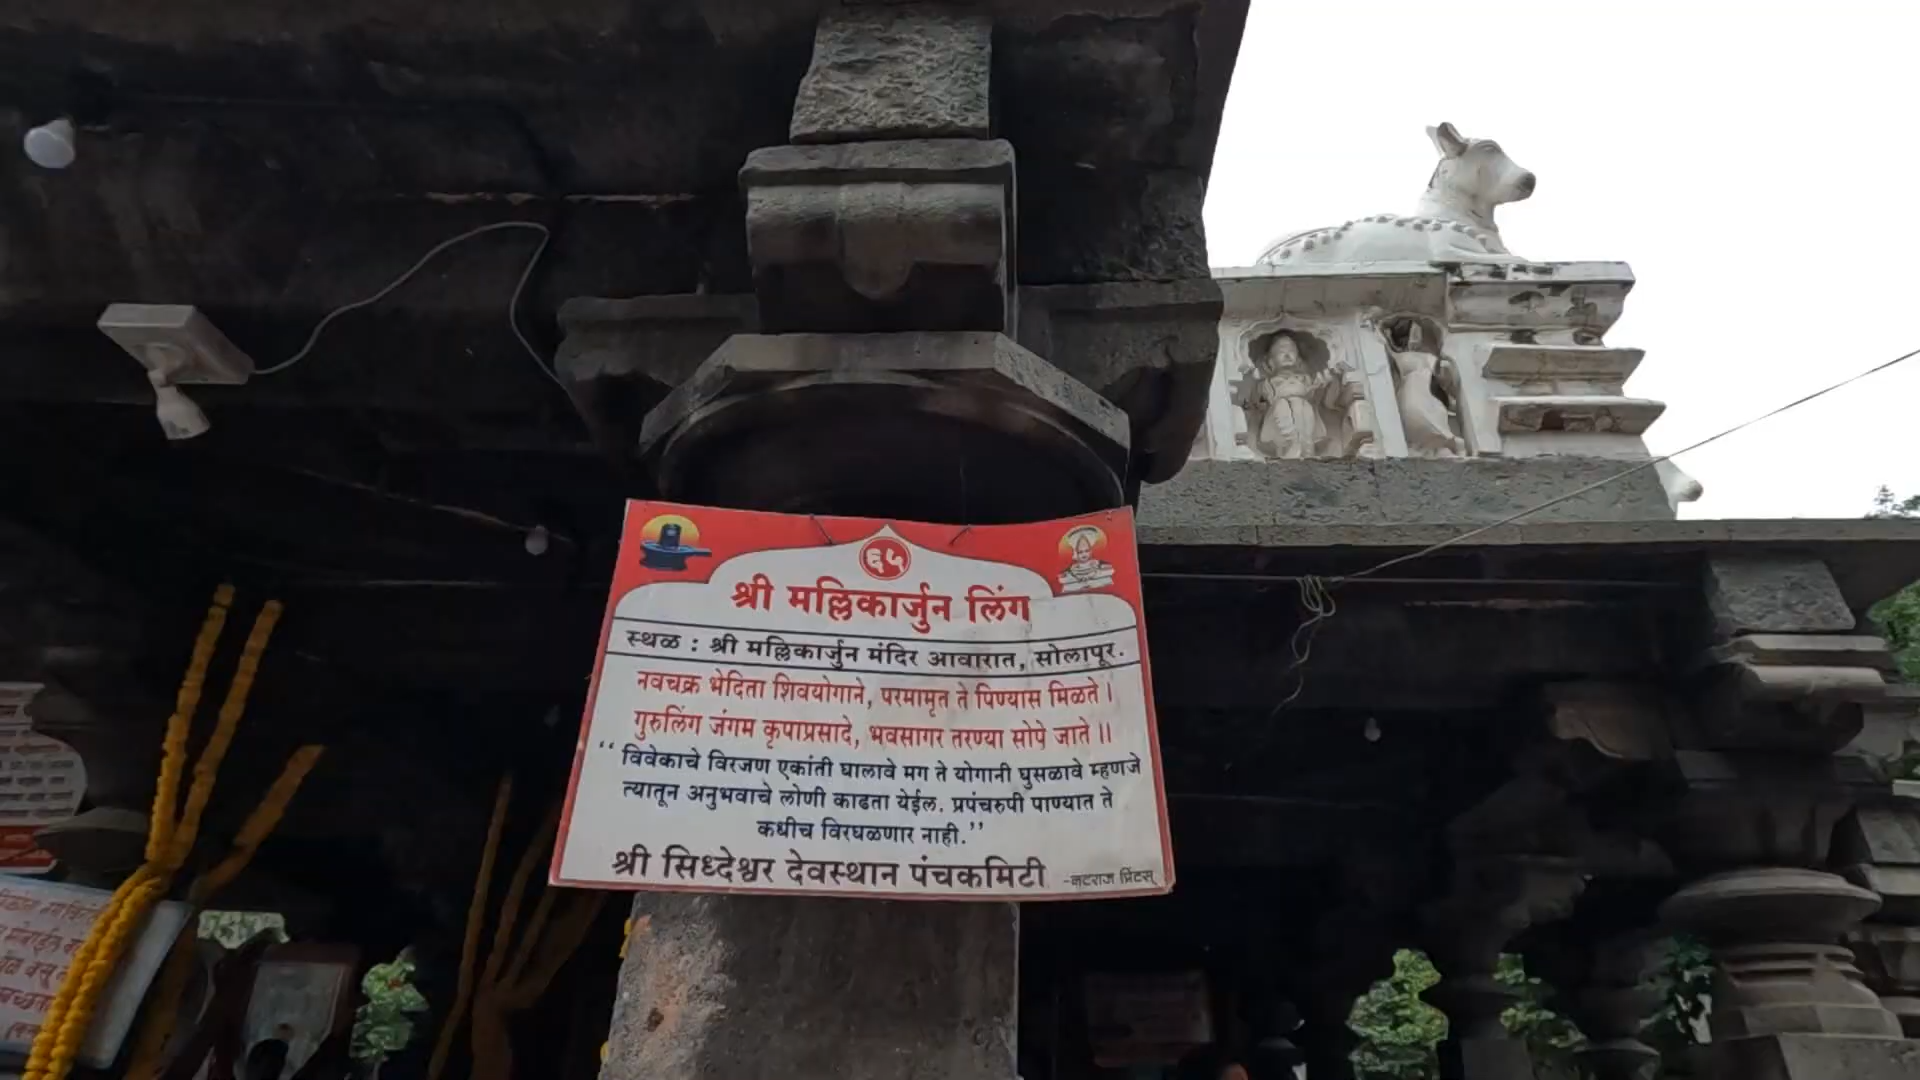 ६५
श्री मल्लिकार्जुन लिंग
स्थळ : श्री मल्लिकार्जुन मंदिर आवारात, सोलापूर.
नवचक्र भेदिता शिवयोगाने, परमामृत ते पिण्यास मिळते ।
गुरुलिंग जंगम कृपाप्रसादे, भवसागर तरण्या सोपे जाते ॥
“विवेकाचे विरजण एकांती घालावे मग ते योगानी घुसळावे म्हणजे
त्यातून अनुभवाचे लोणी काढता येईल. प्रपंचरुपी पाण्यात ते
कधीच विरघळणार नाही.”
श्री सिध्देश्वर देवस्थान पंचकमिटी
-नटराज प्रिंटस्